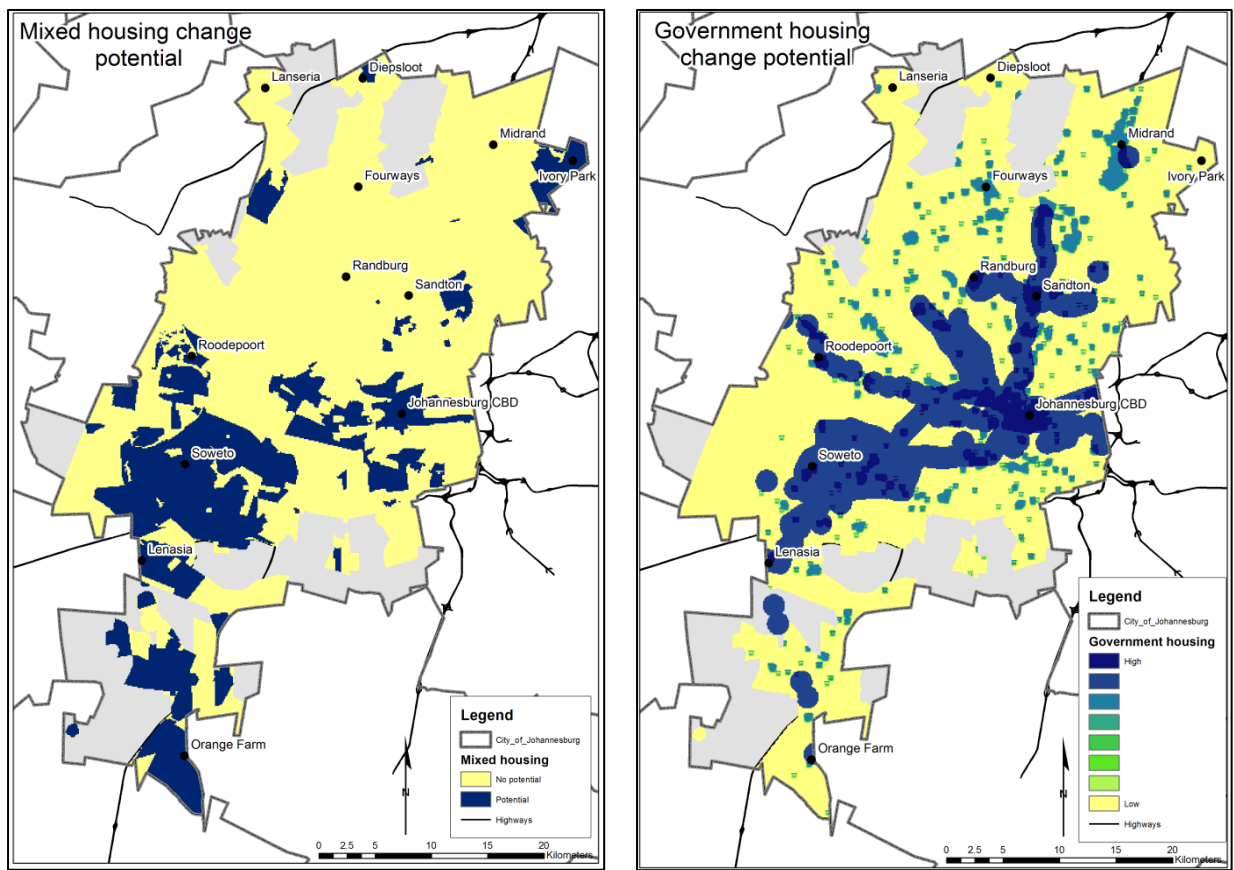 Mixed housing change
potential
Lanseria
Diepsloot
Midrand
Ivory Park
Fourways
Randburg
Sandton
Roodepoort
Johannesburg CBD
Soweto
Lenasia
Orange Farm
Legend
City_of_Johannesburg
Mixed housing
No potential
Potential
Highways
N
0 2.5 5 10 15 20
Kilometers
Government housing
change potential
Lanseria
Diepsloot
Midrand
Ivory Park
Fourways
Randburg
Sandton
Roodepoort
Johannesburg CBD
Soweto
Lenasia
Orange Farm
Legend
City_of_Johannesburg
Government housing
High
Low
Highways
N
0 2.5 5 10 15 20
Kilometers